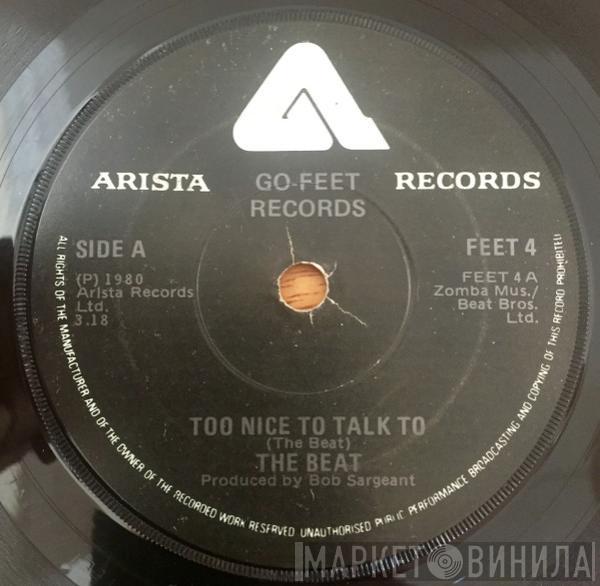 ARISTA GO-FEET RECORDS
RECORDS
SIDE A
FEET 4
(P) 1980
Arista Records
Ltd.
3.18
FEET 4 A
Zomba Mus./
Beat Bros.
Ltd.
TOO NICE TO TALK TO
(The Beat)
THE BEAT
Produced by Bob Sargeant
ALL RIGHTS OF THE MANUFACTURER AND OF THE OWNER OF THE RECORDED WORK RESERVED UNAUTHORISED PUBLIC PERFORMANCE BROADCASTING AND COPYING OF THIS RECORD PROHIBITED
МАРКЕТ ВИНИЛА